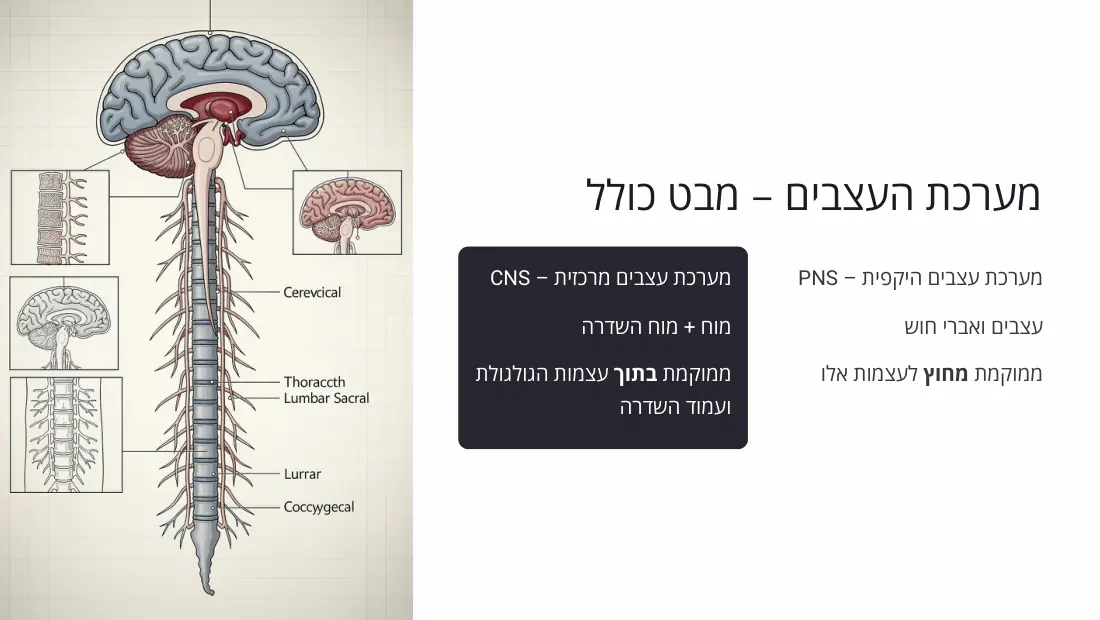 מערכת העצבים – מבט כולל
מערכת עצבים היקפית – PNS
עצבים ואברי חוש
ממוקמת מחוץ לעצמות אלו
מערכת עצבים מרכזית – CNS
מוח + מוח השדרה
ממוקמת בתוך עצמות הגולגולת
ועמוד השדרה
Cerevcical
Thoraccth
Lumbar Sacral
Lurrar
Coccygecal